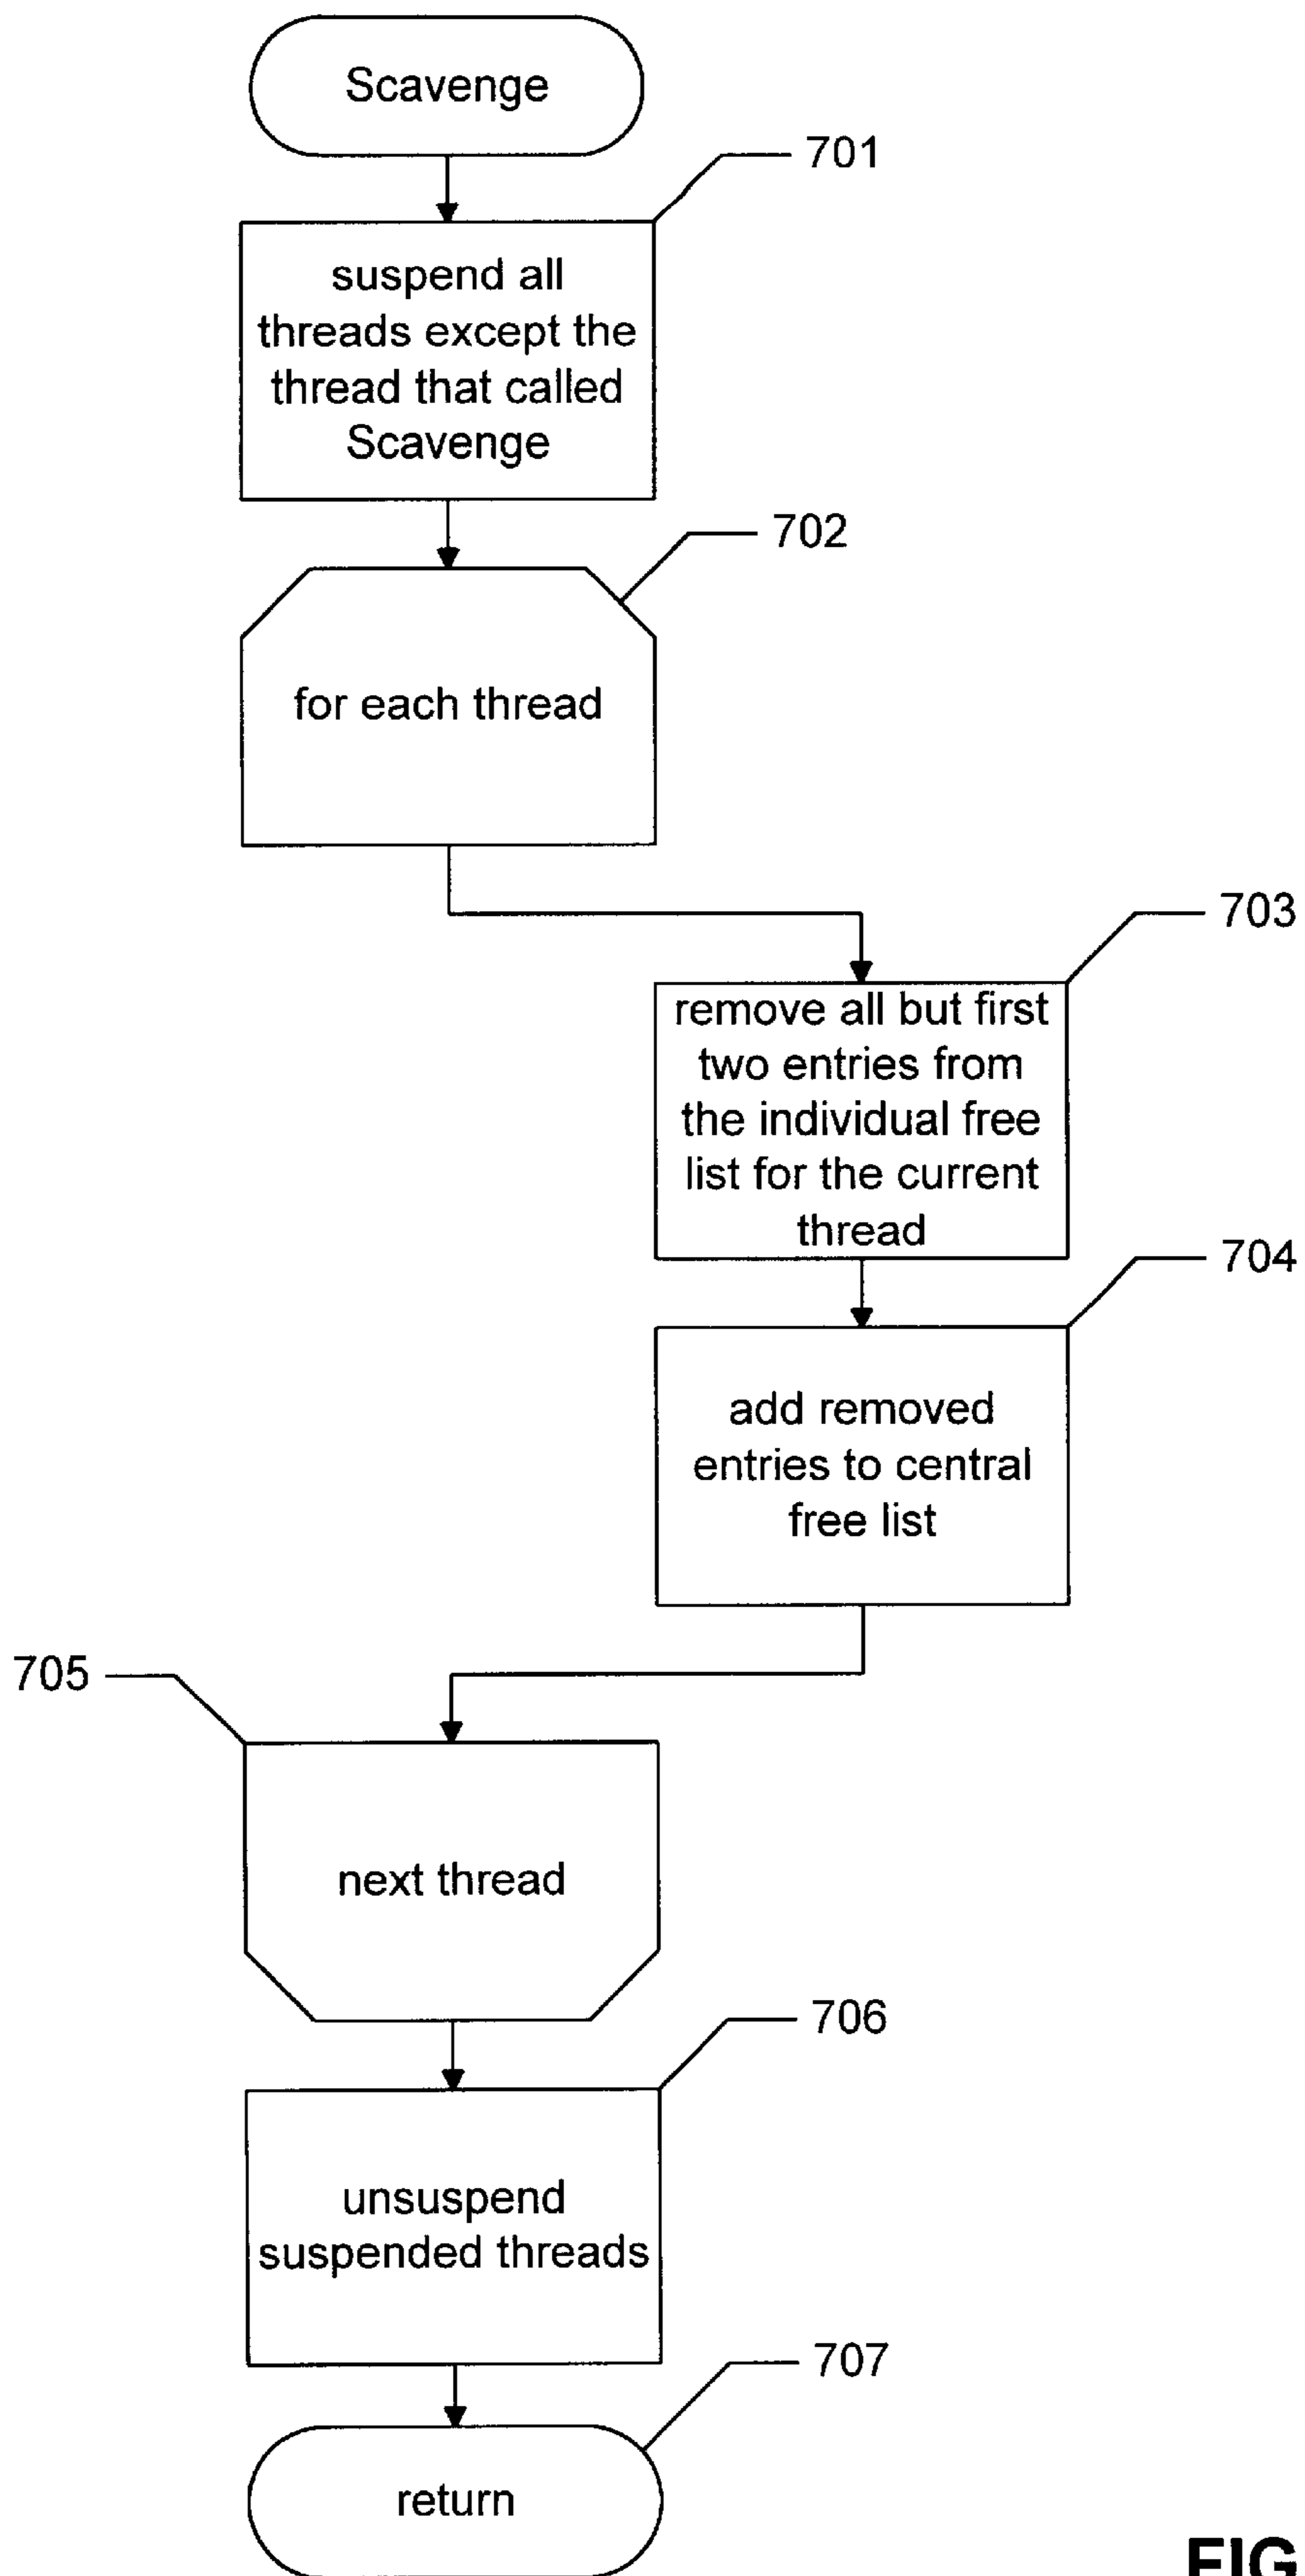 Scavenge
701
suspend all
threads except the
thread that called
Scavenge
702
for each thread
703
remove all but first
two entries from
the individual free
list for the current
thread
704
add removed
entries to central
free list
705
next thread
706
unsuspend
suspended threads
707
return
FIG